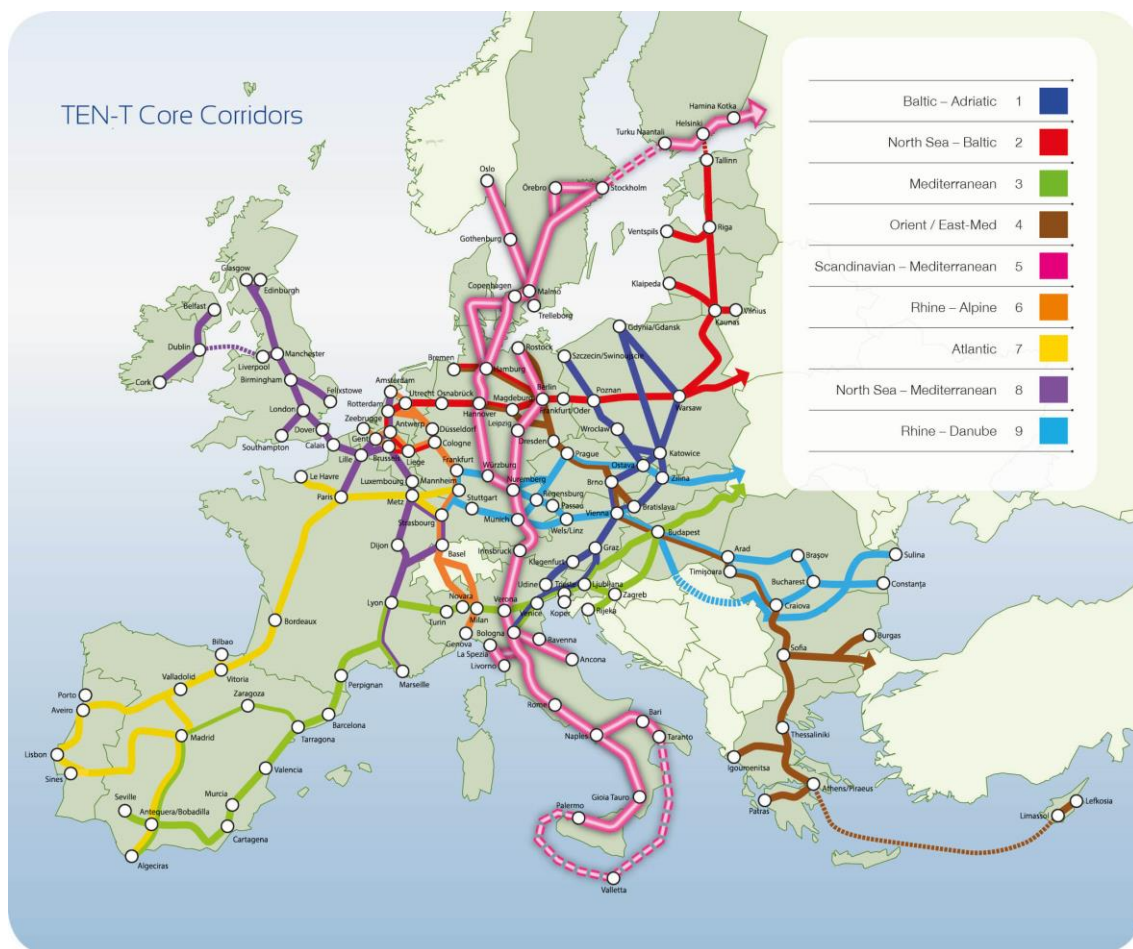 TEN-T Core Corridors
Baltic – Adriatic 1
North Sea – Baltic 2
Mediterranean 3
Orient / East-Med 4
Scandinavian – Mediterranean 5
Rhine – Alpine 6
Atlantic 7
North Sea – Mediterranean 8
Rhine – Danube 9
Hamina Kotka
Helsinki
Turku Naantali
Tallinn
Oslo
Örebro
Stockholm
Ventspils
Riga
Gothenburg
Glasgow
Edinburgh
Copenhagen
Malmo
Klaipeda
Trelleborg
Kaunas
Vilnius
Belfast
Gdynia/Gdansk
Rostock
Dublin
Manchester
Bremen
Szczecin/Swinoujscie
Liverpool
Hamburg
Cork
Birmingham
Felixstowe
Amsterdam
Utrecht
Osnabrück
Berlin
Magdeburg
Poznan
Warsaw
London
Rotterdam
Hannover
Frankfurt/Oder
Zeebrugge
Antwerp
Düsseldorf
Leipzig
Wroclaw
Southampton
Dover
Calais
Gent
Cologne
Dresden
Lille
Brussels
Liege
Frankfurt
Prague
Katowice
Ostava
Le Havre
Luxembourg
Mannheim
Würzburg
Nuremberg
Žilina
Paris
Metz
Stuttgart
Regensburg
Brno
Passau
Bratislava
Strasbourg
Munich
Wels/Linz
Vienna
Budapest
Dijon
Basel
Innsbruck
Graz
Arad
Braşov
Sulina
Klagenfurt
Timişoara
Udine
Trieste
Ljubljana
Bucharest
Constanţa
Lyon
Novara
Verona
Venice
Koper
Zagreb
Rijeka
Craiova
Turin
Milan
Bordeaux
Genova
Bologna
Ravenna
Burgas
Bilbao
La Spezia
Livorno
Ancona
Sofia
Marseille
Vitoria
Valladolid
Perpignan
Porto
Zaragoza
Aveiro
Rome
Barcelona
Bari
Madrid
Tarragona
Naples
Taranto
Thessaliniki
Lisbon
Igoumenitsa
Sines
Valencia
Athens/Piraeus
Seville
Murcia
Gioia Tauro
Lefkosia
Antequera/Bobadilla
Palermo
Patras
Limassol
Cartagena
Algeciras
Valletta